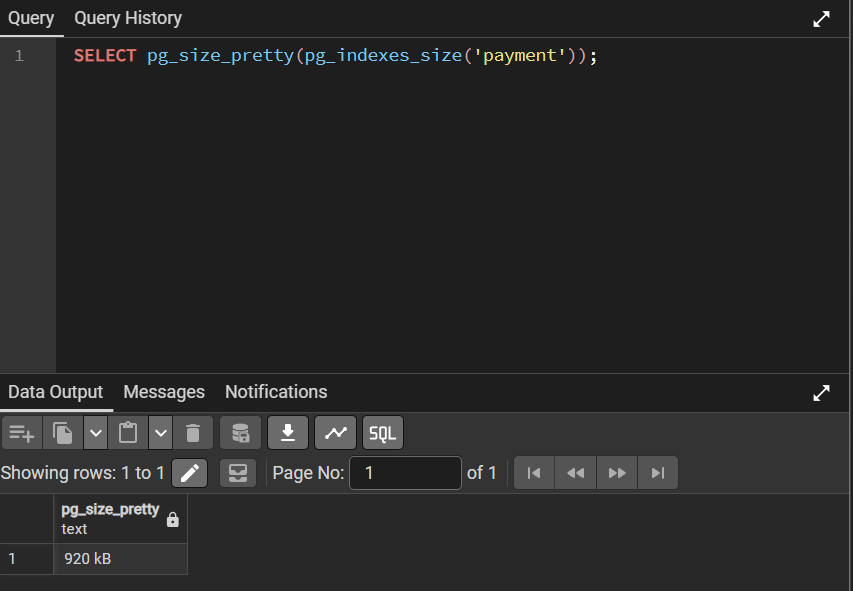 Query Query History
1 SELECT pg_size_pretty(pg_indexes_size('payment'));
Data Output Messages Notifications
SQL
Showing rows: 1 to 1 Page No: 1 of 1
pg_size_pretty
text
1 920 kB